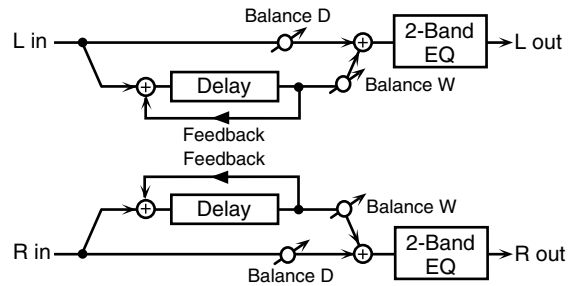 Balance D
L in
2-Band
EQ
L out
Delay
Balance W
Feedback
Feedback
Delay
Balance W
R in
2-Band
EQ
R out
Balance D